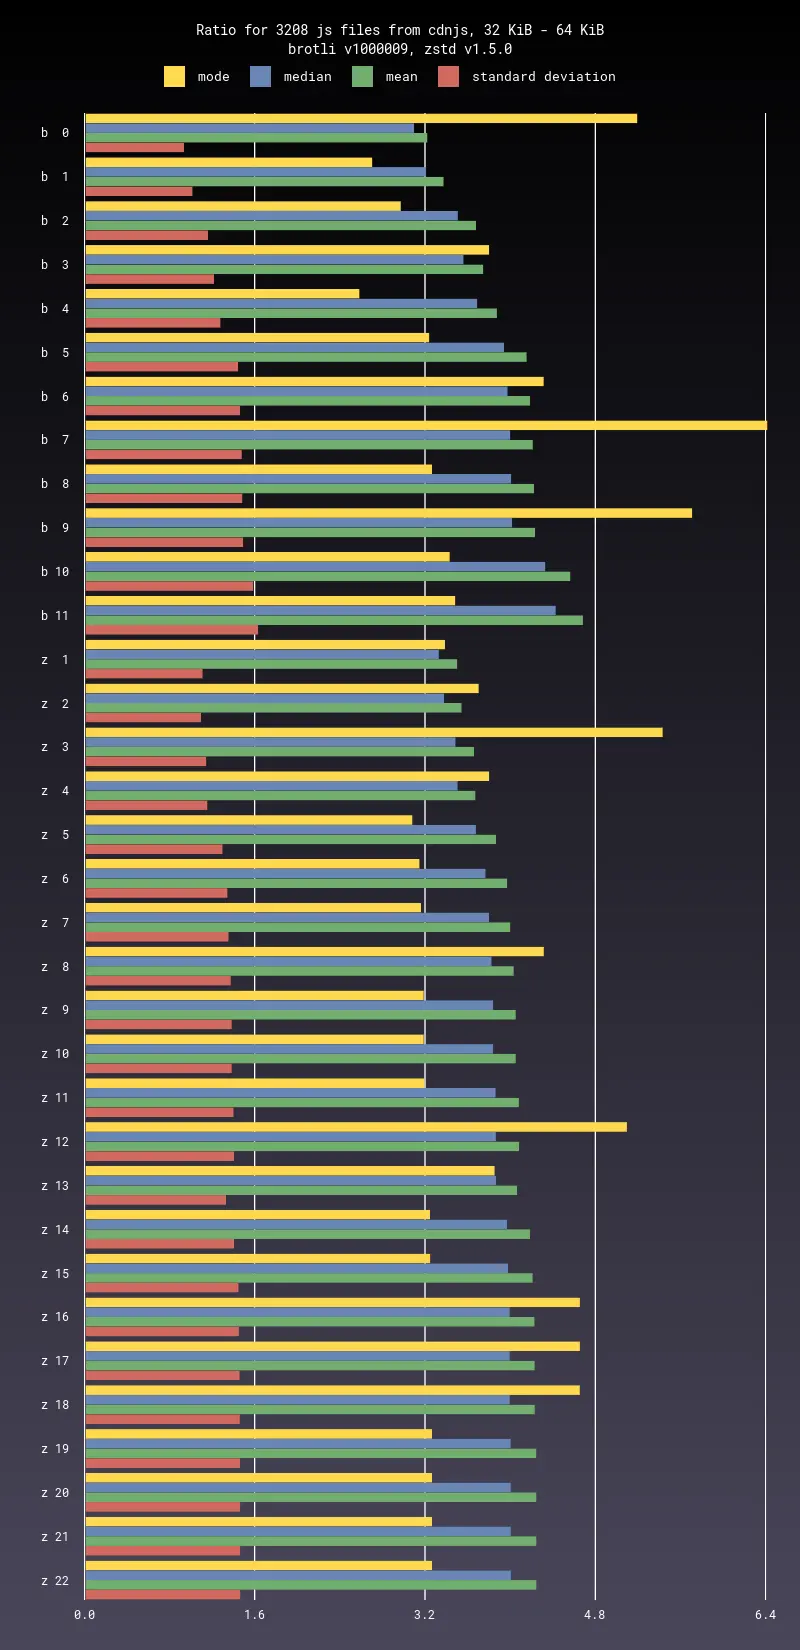 Ratio for 3208 js files from cdnjs, 32 KiB - 64 KiB
brotli v1000009, zstd v1.5.0
mode median mean standard deviation
b 0
b 1
b 2
b 3
b 4
b 5
b 6
b 7
b 8
b 9
b 10
b 11
z 1
z 2
z 3
z 4
z 5
z 6
z 7
z 8
z 9
z 10
z 11
z 12
z 13
z 14
z 15
z 16
z 17
z 18
z 19
z 20
z 21
z 22
0.0 1.6 3.2 4.8 6.4